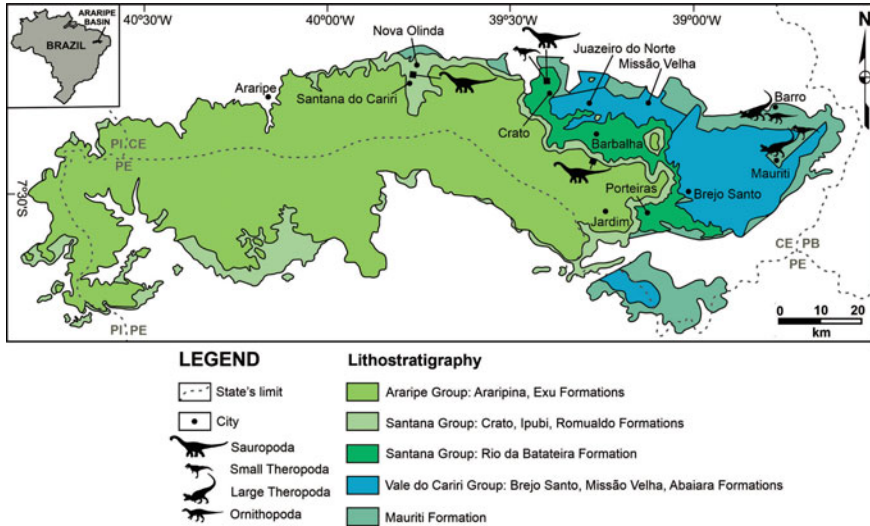 ARARIPE
BASIN
BRAZIL
40°30'W
40°00'W
39°30'W
39°00'W
N
Nova Olinda
Juazeiro do Norte
Missão Velha
Araripe
Santana do Cariri
Crato
Barro
PI CE
PE
Barbalha
Mauriti
7°30'S
Porteiras
Brejo Santo
Jardim
CE PB
PE
PI PE
0 10 20
km
LEGEND
State's limit
City
Sauropoda
Small Theropoda
Large Theropoda
Ornithopoda
Lithostratigraphy
Araripe Group: Araripina, Exu Formations
Santana Group: Crato, Ipubi, Romualdo Formations
Santana Group: Rio da Batateira Formation
Vale do Cariri Group: Brejo Santo, Missão Velha, Abaiara Formations
Mauriti Formation